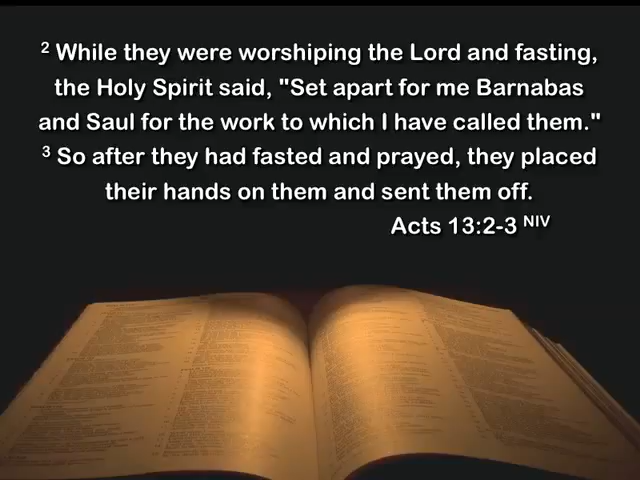 ² While they were worshiping the Lord and fasting,
the Holy Spirit said, "Set apart for me Barnabas
and Saul for the work to which I have called them."
³ So after they had fasted and prayed, they placed
their hands on them and sent them off.
Acts 13:2-3 NIV